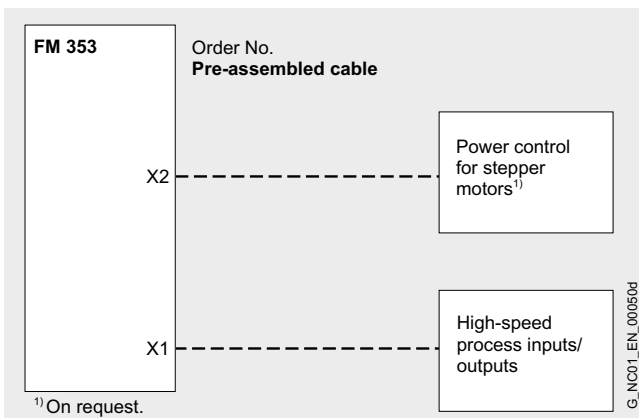 FM 353
Order No.
Pre-assembled cable
X2
Power control
for stepper
motors1)
X1
High-speed
process inputs/
outputs
1) On request.
G_NC01_EN_00050d